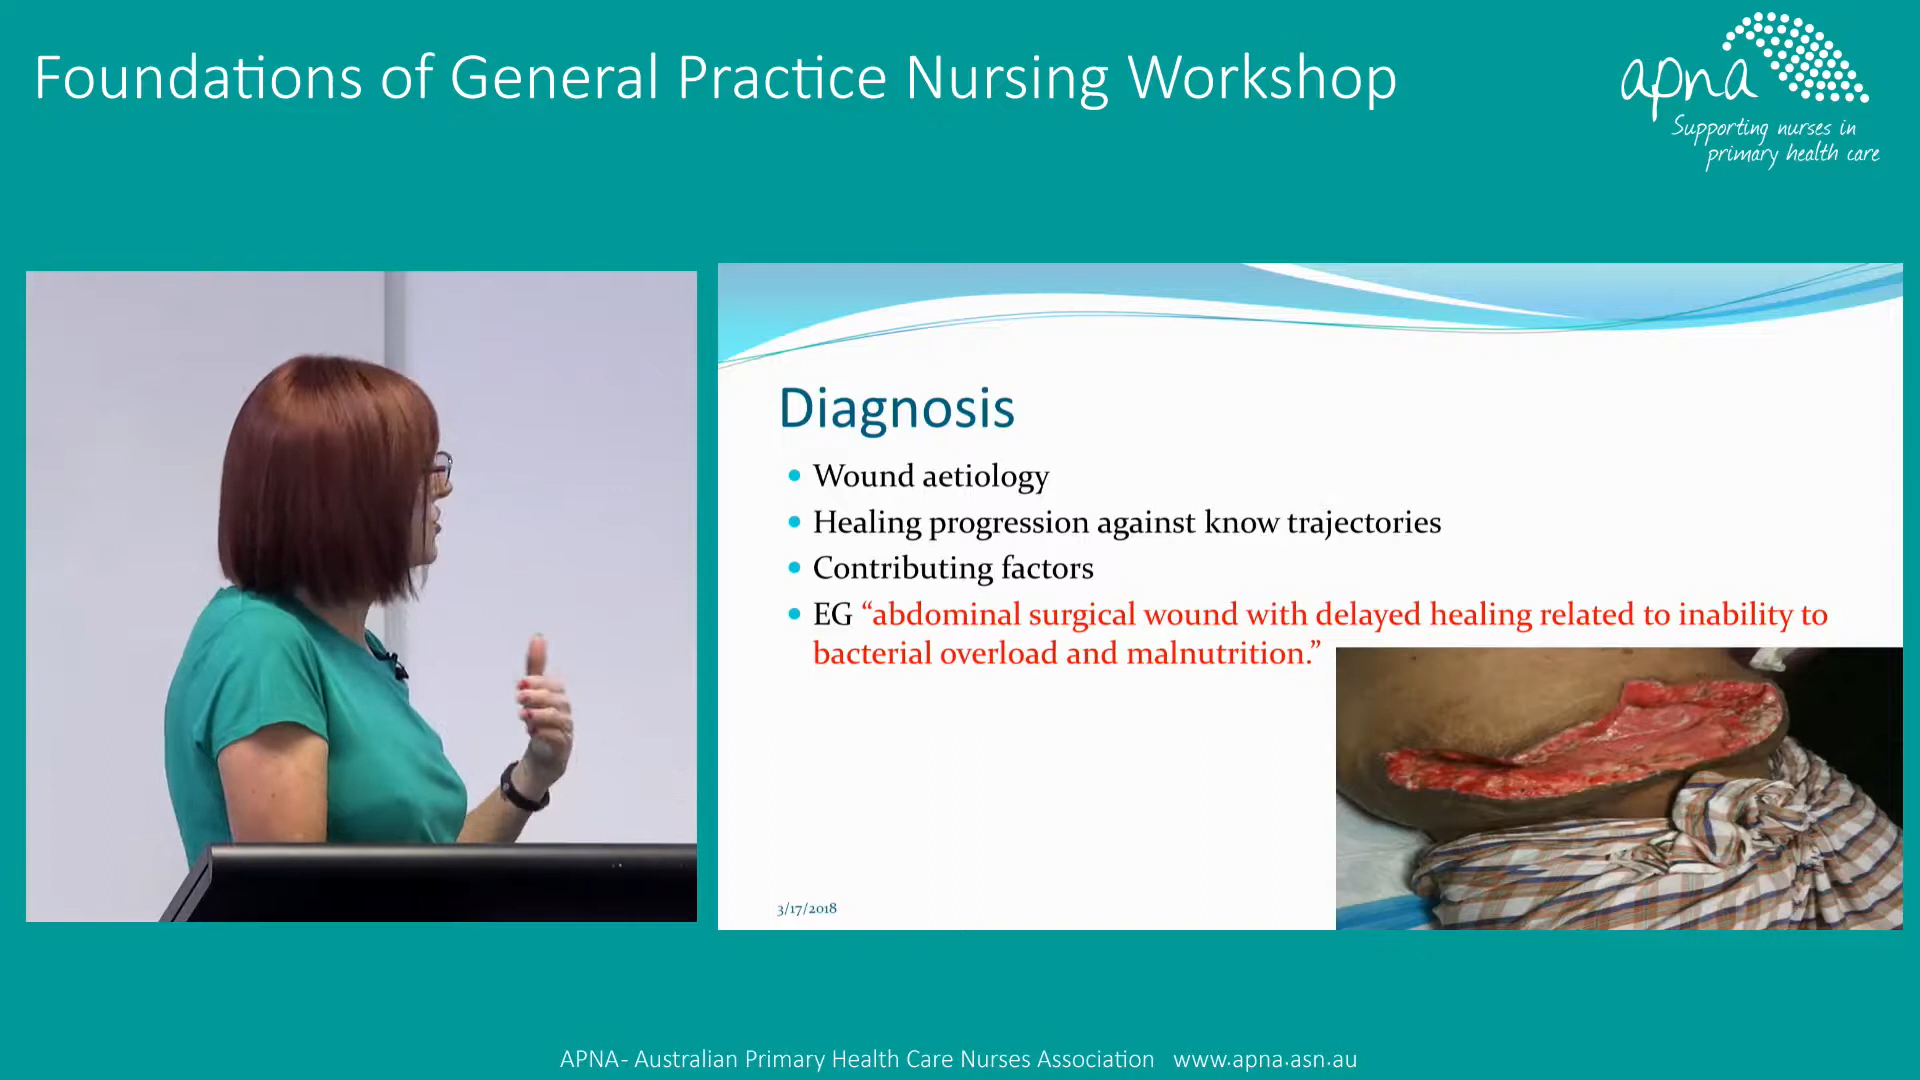 Foundations of General Practice Nursing Workshop
apna
Supporting nurses in
primary health care
Diagnosis
• Wound aetiology
• Healing progression against know trajectories
• Contributing factors
• EG “abdominal surgical wound with delayed healing related to inability to
bacterial overload and malnutrition.”
3/17/2018
APNA- Australian Primary Health Care Nurses Association www.apna.asn.au